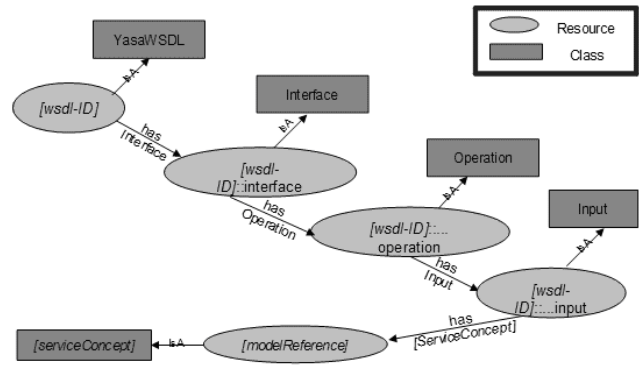 YasaWSDL
Resource
Class
IsA
[wsdl-ID]
has
Interface
Interface
IsA
[wsdl-
ID]::interface
has
Operation
Operation
IsA
[wsdl-ID]::...
operation
has
Input
Input
IsA
[wsdl-
ID]::...input
has
[ServiceConcept]
[serviceConcept]
IsA
[modelReference]